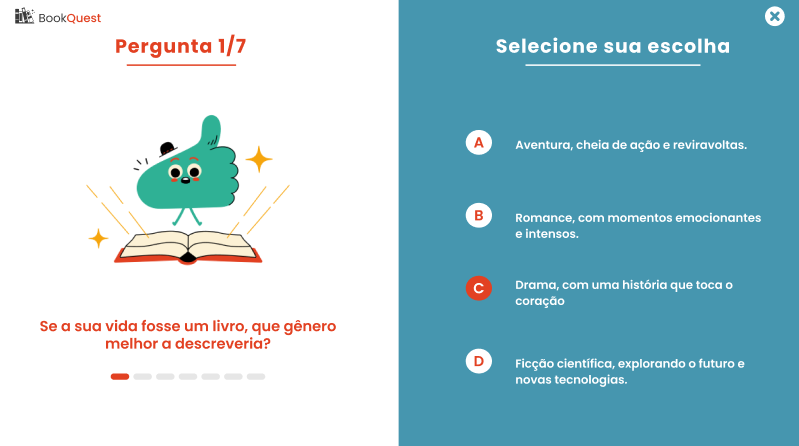 BookQuest
Pergunta 1/7
Se a sua vida fosse um livro, que gênero
melhor a descreveria?
Selecione sua escolha
A
Aventura, cheia de ação e reviravoltas.
B
Romance, com momentos emocionantes
e intensos.
C
Drama, com uma história que toca o
coração
D
Ficção científica, explorando o futuro e
novas tecnologias.